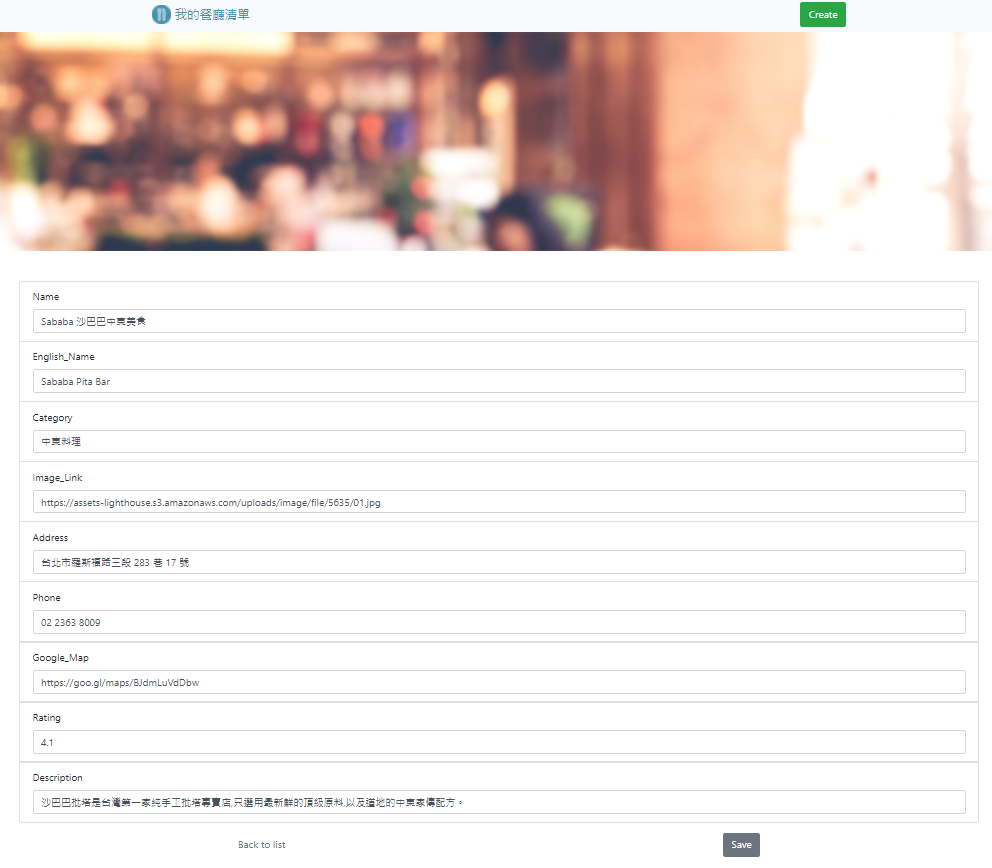 我的餐廳清單
Create
Name
Sababa 沙巴巴中東美食
English_Name
Sababa Pita Bar
Category
中東料理
Image_Link
https://assets-lighthouse.s3.amazonaws.com/uploads/image/file/5635/01.jpg
Address
台北市羅斯福路三段 283 巷 17 號
Phone
02 2363 8009
Google_Map
https://goo.gl/maps/BJdmLuVdDbw
Rating
4.1
Description
沙巴巴批塔是台灣第一家純手工批塔專賣店,只選用最新鮮的頂級原料,以及道地的中東家傳配方。
Back to list
Save